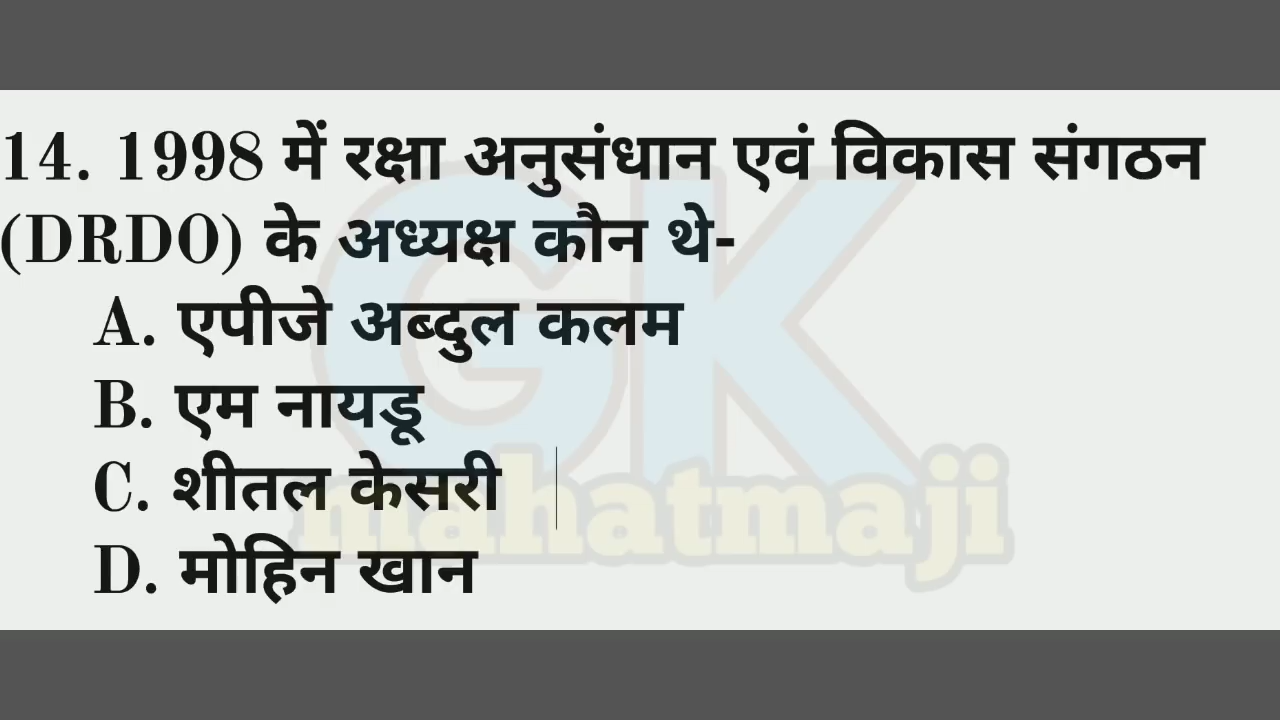 14. 1998 में रक्षा अनुसंधान एवं विकास संगठन
(DRDO) के अध्यक्ष कौन थे-
A. एपीजे अब्दुल कलम
B. एम नायडू
C. शीतल केसरी
D. मोहिन खान
GK
mahatmaji